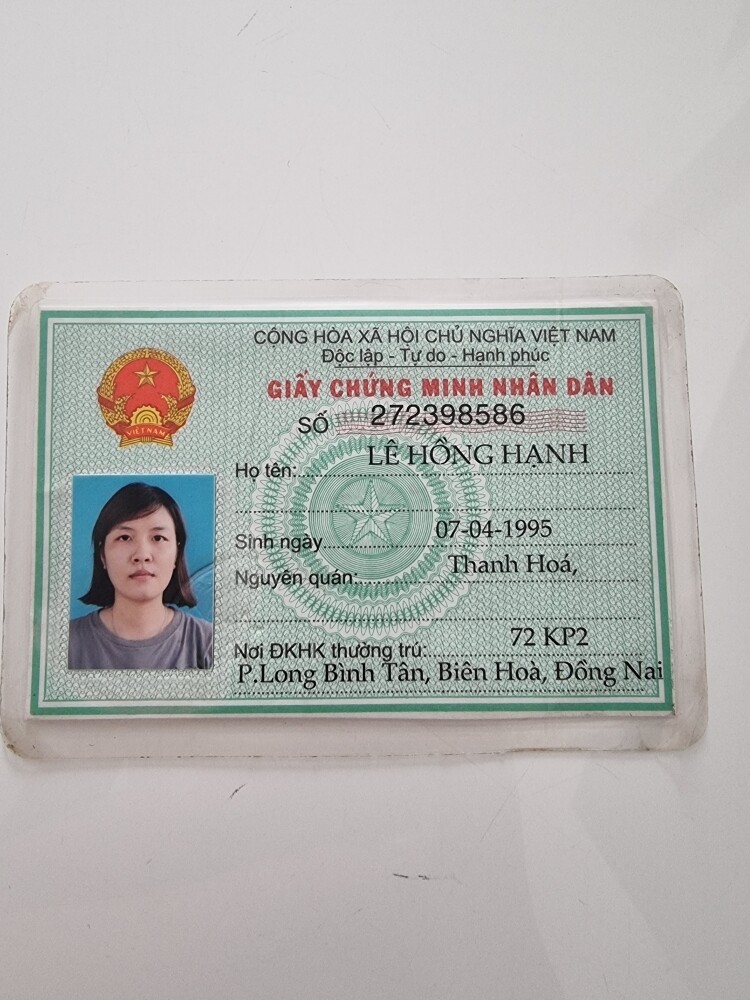 CỘNG HÒA XÃ HỘI CHỦ NGHĨA VIỆT NAM
Độc lập - Tự do - Hạnh phúc
GIẤY CHỨNG MINH NHÂN DÂN
SỐ 272398586
VIỆT NAM
Họ tên: LÊ HỒNG HẠNH
Sinh ngày 07-04-1995
Nguyên quán: Thanh Hoá,
Nơi ĐKHK thường trú: 72 KP2
P.Long Bình Tân, Biên Hoà, Đồng Nai